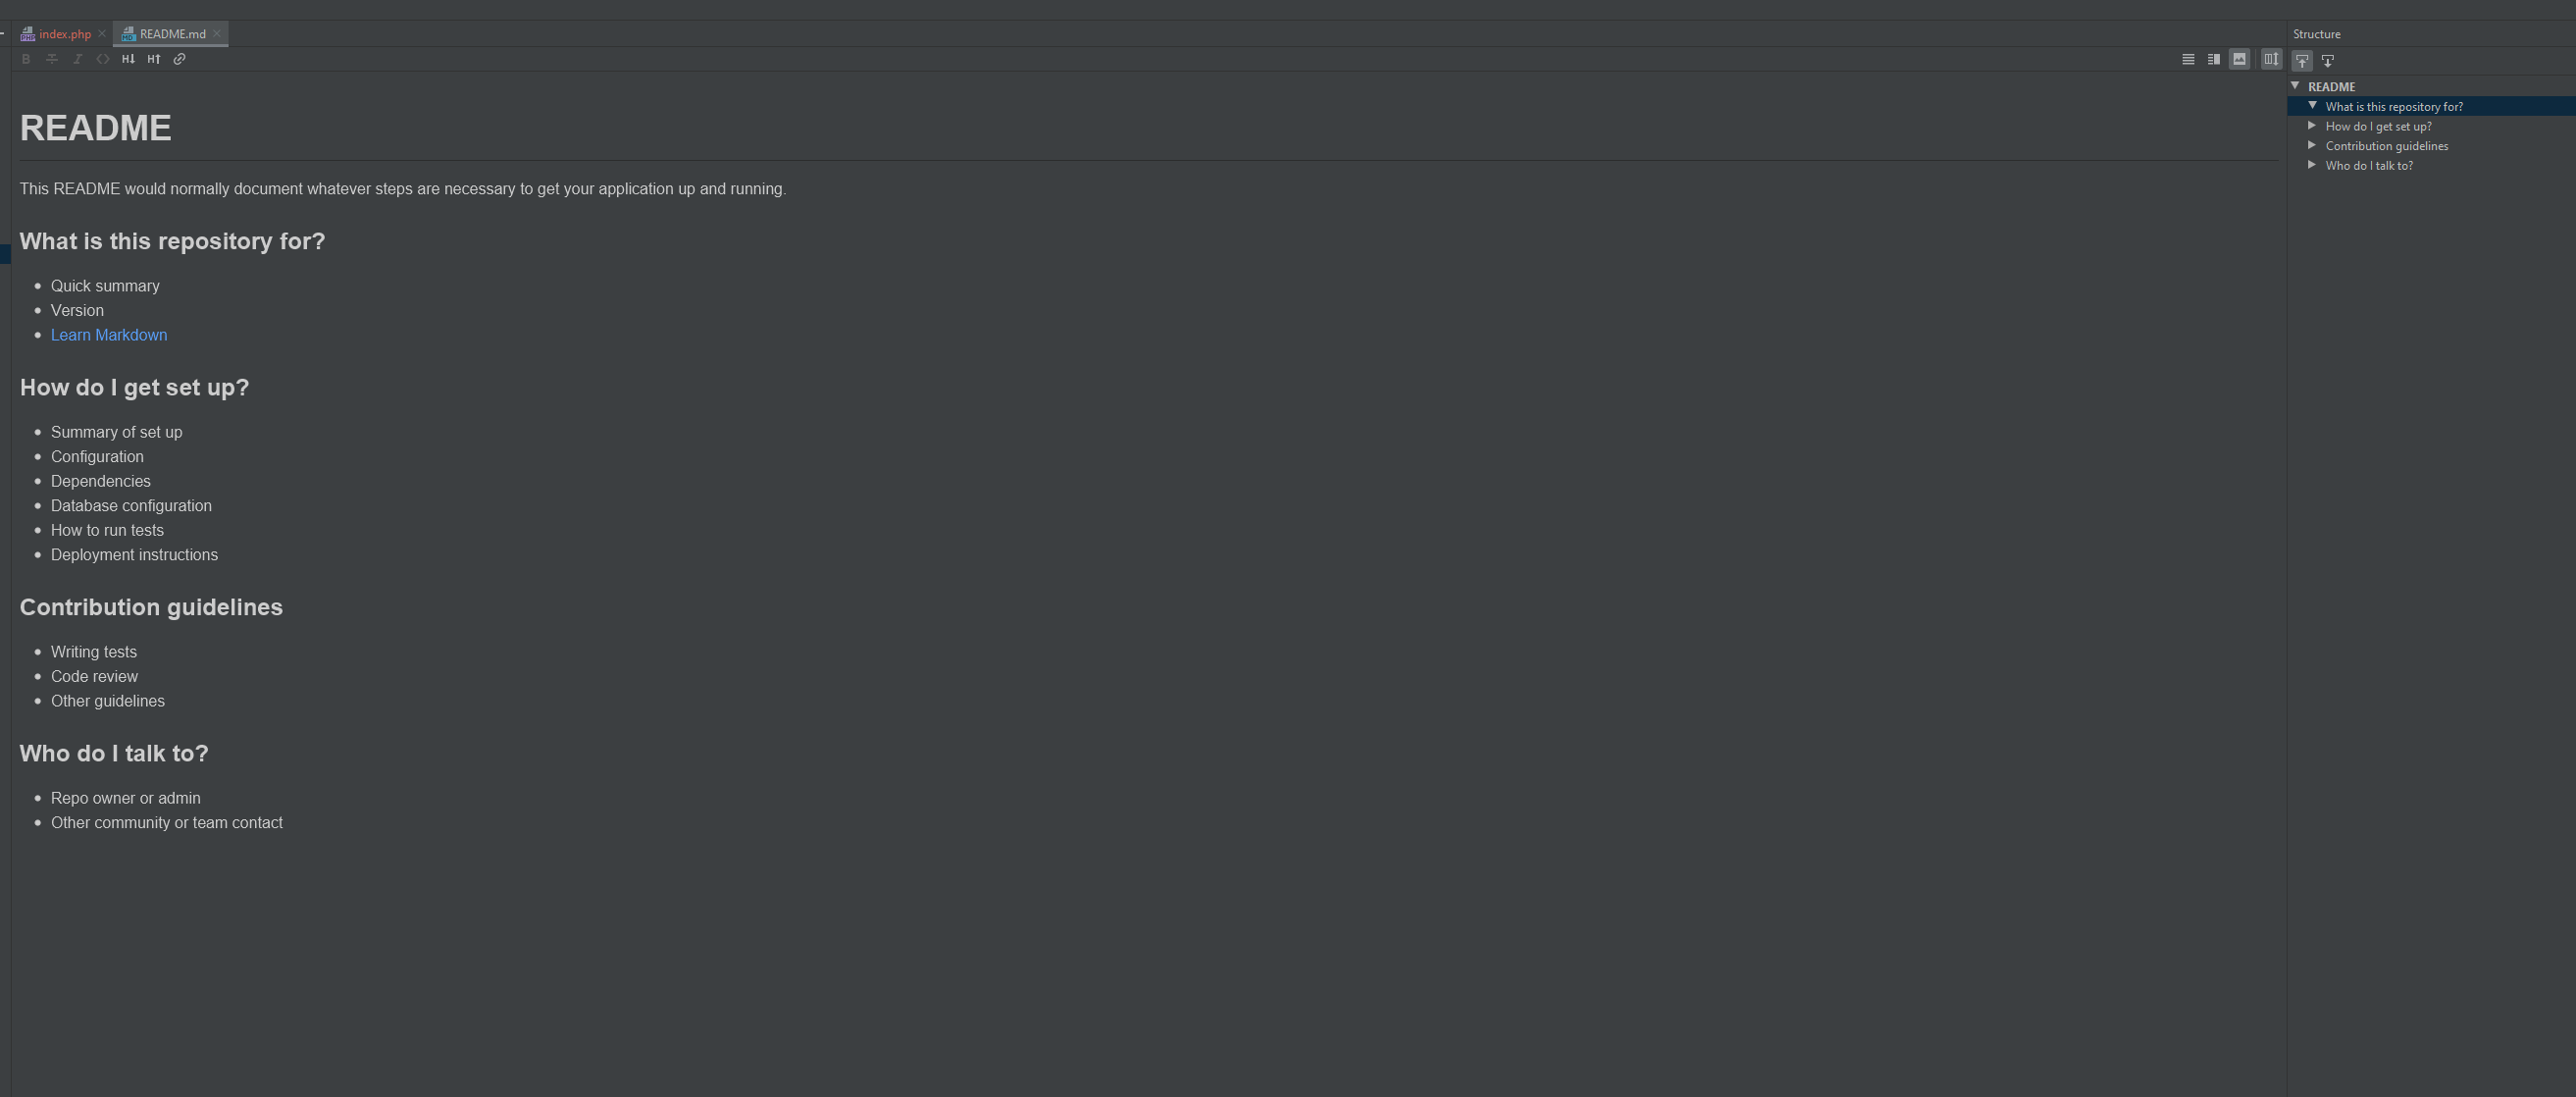 index.php
README.md
Structure
README
What is this repository for?
How do I get set up?
Contribution guidelines
Who do I talk to?
README
This README would normally document whatever steps are necessary to get your application up and running.
What is this repository for?
Quick summary
Version
Learn Markdown
How do I get set up?
Summary of set up
Configuration
Dependencies
Database configuration
How to run tests
Deployment instructions
Contribution guidelines
Writing tests
Code review
Other guidelines
Who do I talk to?
Repo owner or admin
Other community or team contact